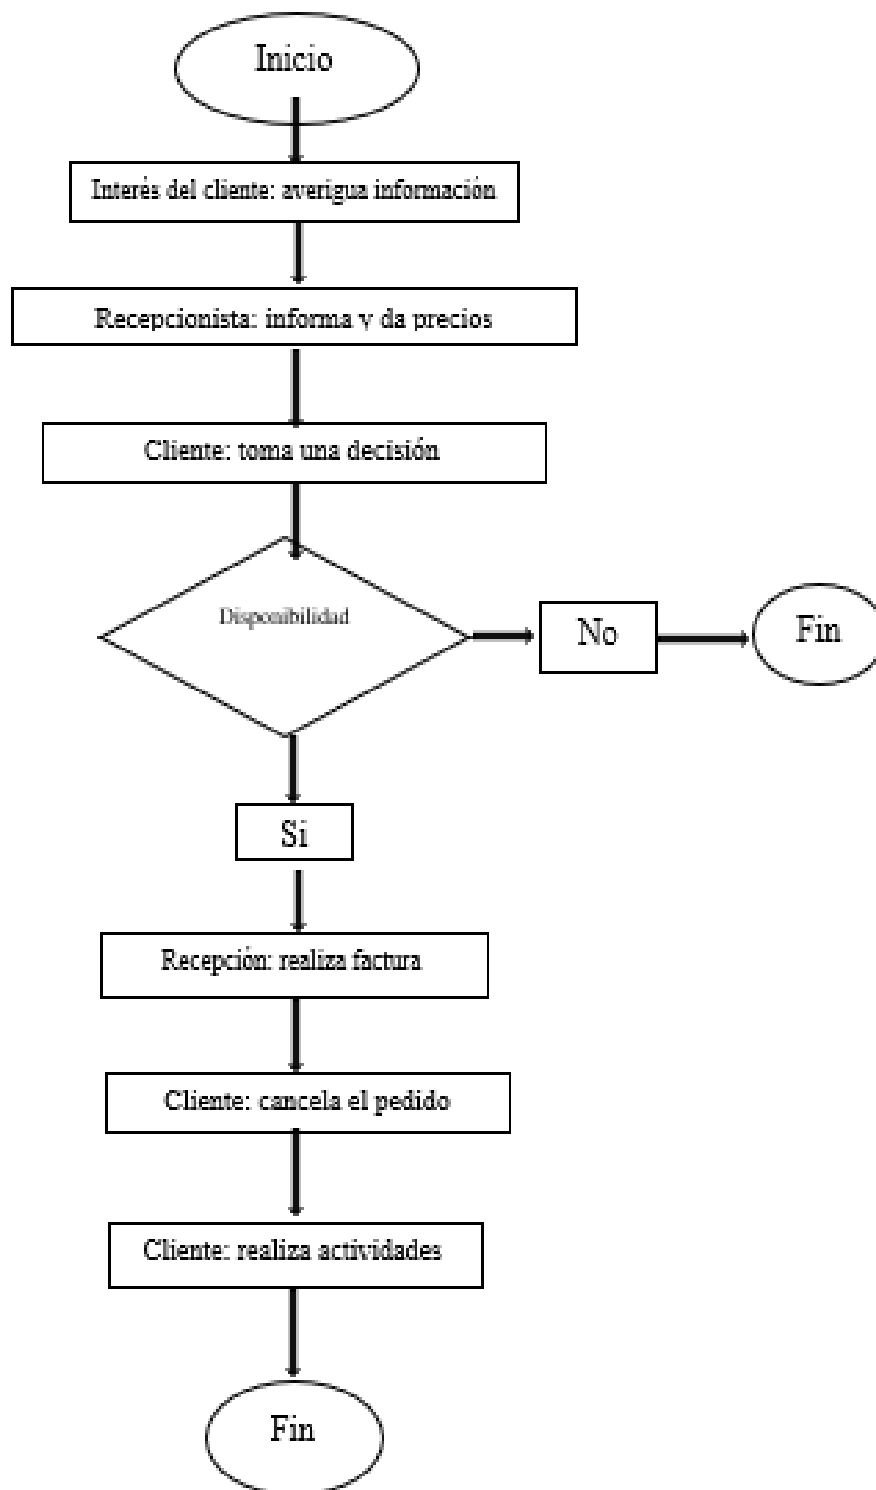 Inicio
Interés del cliente: averigua información
Recepcionista: informa y da precios
Cliente: toma una decisión
Disponibilidad
No
Fin
Si
Recepción: realiza factura
Cliente: cancela el pedido
Cliente: realiza actividades
Fin